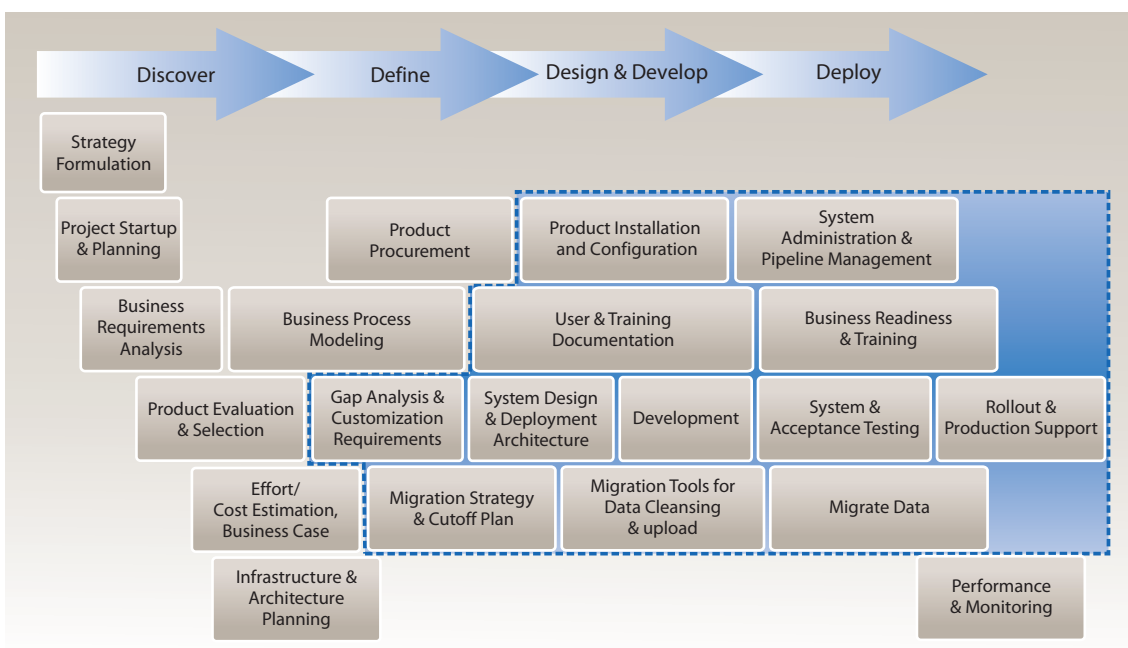 Discover
Define
Design & Develop
Deploy
Strategy
Formulation
Project Startup
& Planning
Product
Procurement
Product Installation
and Configuration
System
Administration &
Pipeline Management
Business
Requirements
Analysis
Business Process
Modeling
User & Training
Documentation
Business Readiness
& Training
Product Evaluation
& Selection
Gap Analysis &
Customization
Requirements
System Design
& Deployment
Architecture
Development
System &
Acceptance Testing
Rollout &
Production Support
Effort/
Cost Estimation,
Business Case
Migration Strategy
& Cutoff Plan
Migration Tools for
Data Cleansing
& upload
Migrate Data
Infrastructure &
Architecture
Planning
Performance
& Monitoring